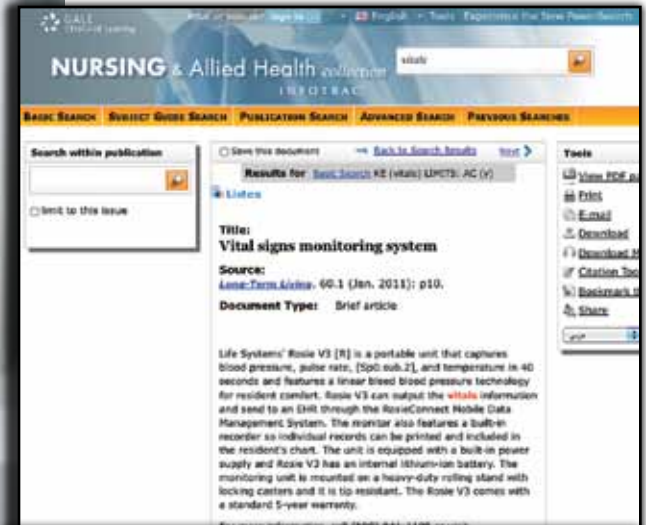 GALE
CENGAGE Learning
English Tools
NURSING & Allied Health collection
INFOTRAC
vitals
BASIC SEARCH SUBJECT GUIDE SEARCH PUBLICATION SEARCH ADVANCED SEARCH PREVIOUS SEARCHES
Search within publication
limit to this issue
Save this document
Back to Search Results
Next
Results for Basic Search KE (vitals) LIMITS: AC (y)
Listen
Title:
Vital signs monitoring system
Source:
Long-Term Living. 60.1 (Jan. 2011): p10.
Document Type: Brief article
Life Systems' Rosie V3 [R] is a portable unit that captures
blood pressure, pulse rate, [SpO.sub.2], and temperature in 40
seconds and features a linear bleed blood pressure technology
for resident comfort. Rosie V3 can output the vitals information
and send to an EHR through the RosieConnect Mobile Data
Management System. The monitor also features a built-in
recorder so individual records can be printed and included in
the resident's chart. The unit is equipped with a built-in power
supply and Rosie V3 has an internal lithium-ion battery. The
monitoring unit is mounted on a heavy-duty rolling stand with
locking casters and it is tip resistant. The Rosie V3 comes with
a standard 5-year warranty.
Tools
View PDF
Print
E-mail
Download
Download
Citation
Bookmark
Share